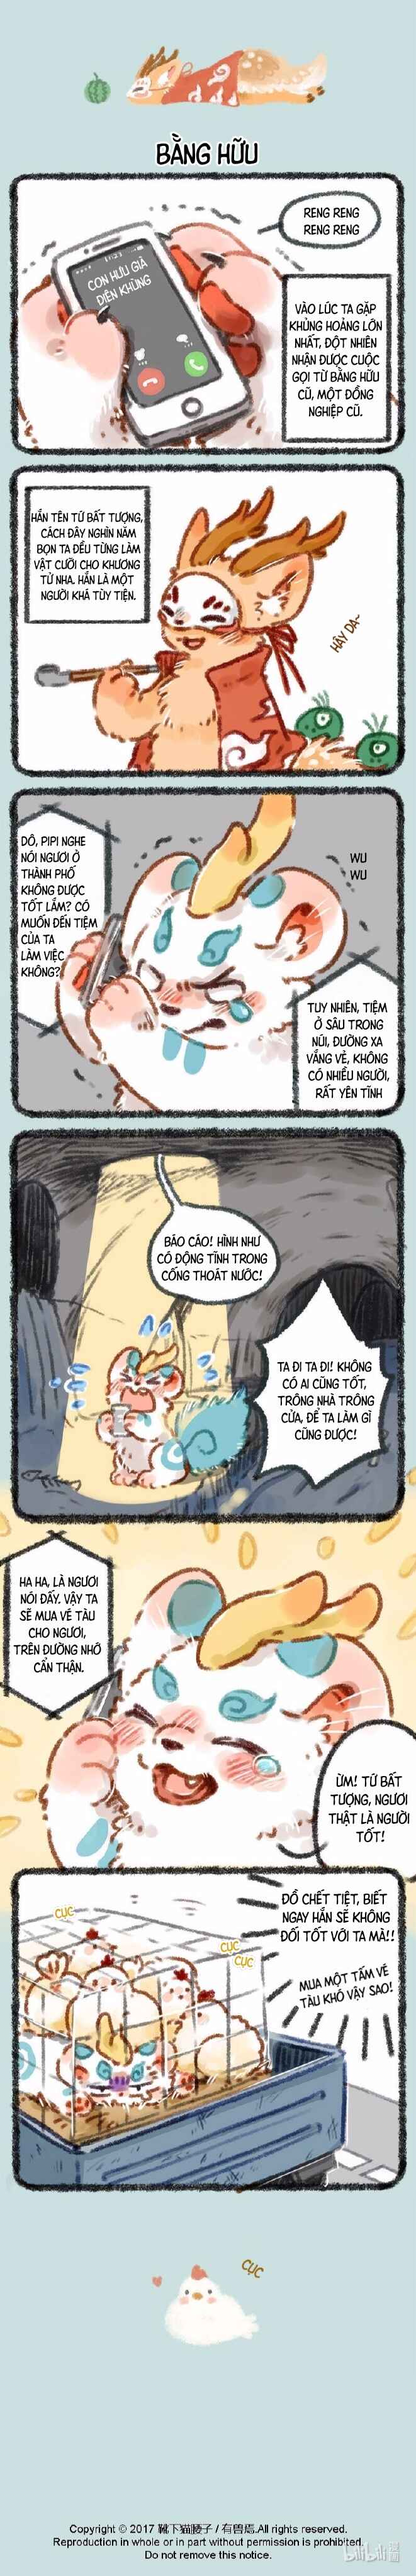 BẰNG HỮU
RENG RENG
RENG RENG
CON HƯU GIÀ
DIÊN KHÙNG
VÀO LÚC TA GẶP
KHỦNG HOẢNG LỚN
NHẤT, ĐỘT NHIÊN
NHẬN ĐƯỢC CUỘC
GỌI TỪ BẰNG HỮU
CŨ, MỘT ĐỒNG
NGHIỆP CŨ.
HẮN TÊN TỨ BẤT TƯỢNG,
CÁCH ĐÂY NGHÌN NĂM
BỌN TA ĐỀU TỪNG LÀM
VẬT CƯỠI CHO KHƯƠNG
TỬ NHA. HẮN LÀ MỘT
NGƯỜI KHÁ TÙY TIỆN.
HÂY DA~
DÔ, PIPI NGHE
NÓI NGƯƠI Ở
THÀNH PHỐ
KHÔNG ĐƯỢC
TỐT LẮM? CÓ
MUỐN ĐẾN TIỆM
CỦA TA
LÀM VIỆC
KHÔNG?
WU
WU
TUY NHIÊN, TIỆM
Ở SÂU TRONG
NÚI, ĐƯỜNG XA
VẮNG VẺ, KHÔNG
CÓ NHIỀU NGƯỜI,
RẤT YÊN TĨNH
BÁO CÁO! HÌNH NHƯ
CÓ ĐỘNG TĨNH TRONG
CỐNG THOÁT NƯỚC!
TA ĐI TA ĐI! KHÔNG
CÓ AI CŨNG TỐT,
TRÔNG NHÀ TRÔNG
CỬA, ĐỂ TA LÀM GÌ
CŨNG ĐƯỢC!
HA HA, LÀ NGƯƠI
NÓI ĐẤY. VẬY TA
SẼ MUA VÉ TÀU
CHO NGƯƠI,
TRÊN ĐƯỜNG NHỚ
CẨN THẬN.
ỪM! TỨ BẤT
TƯỢNG, NGƯƠI
THẬT LÀ NGƯỜI
TỐT!
CỤC
CỤC
CỤC
ĐỒ CHẾT TIỆT, BIẾT
NGAY HẮN SẼ KHÔNG
ĐỐI TỐT VỚI TA MÀ!!
MUA MỘT TẤM VÉ
TÀU KHÓ VẬY SAO!
CỤC
Copyright © 2017 靴下猫腰子 / 有兽焉.All rights reserved.
Reproduction in whole or in part without permission is prohibited.
Do not remove this notice.
bilibili